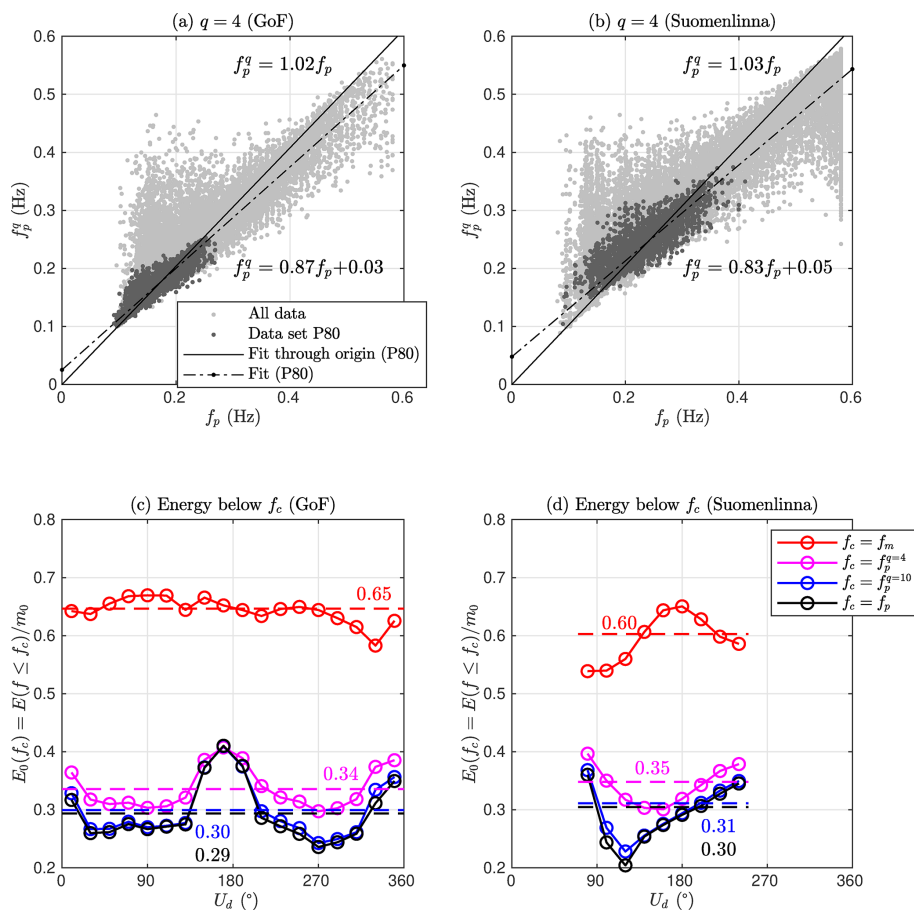 (a) q = 4 (GoF)
0.6
0.5
0.4
0.3
0.2
0.1
0
f_p^q (Hz)
f_p^q = 1.02f_p
f_p^q = 0.87f_p+0.03
All data
Data set P80
Fit through origin (P80)
Fit (P80)
0 0.2 0.4 0.6
f_p (Hz)
(b) q = 4 (Suomenlinna)
0.6
0.5
0.4
0.3
0.2
0.1
0
f_p^q (Hz)
f_p^q = 1.03f_p
f_p^q = 0.83f_p+0.05
0 0.2 0.4 0.6
f_p (Hz)
(c) Energy below f_c (GoF)
0.8
0.7
0.6
0.5
0.4
0.3
0.2
E_0(f_c) = E(f ≤ f_c)/m_0
0.65
0.34
0.30
0.29
0 90 180 270 360
U_d (°)
(d) Energy below f_c (Suomenlinna)
0.8
0.7
0.6
0.5
0.4
0.3
0.2
E_0(f_c) = E(f ≤ f_c)/m_0
f_c = f_m
f_c = f_p^{q=4}
f_c = f_p^{q=10}
f_c = f_p
0.60
0.35
0.31
0.30
0 90 180 270 360
U_d (°)